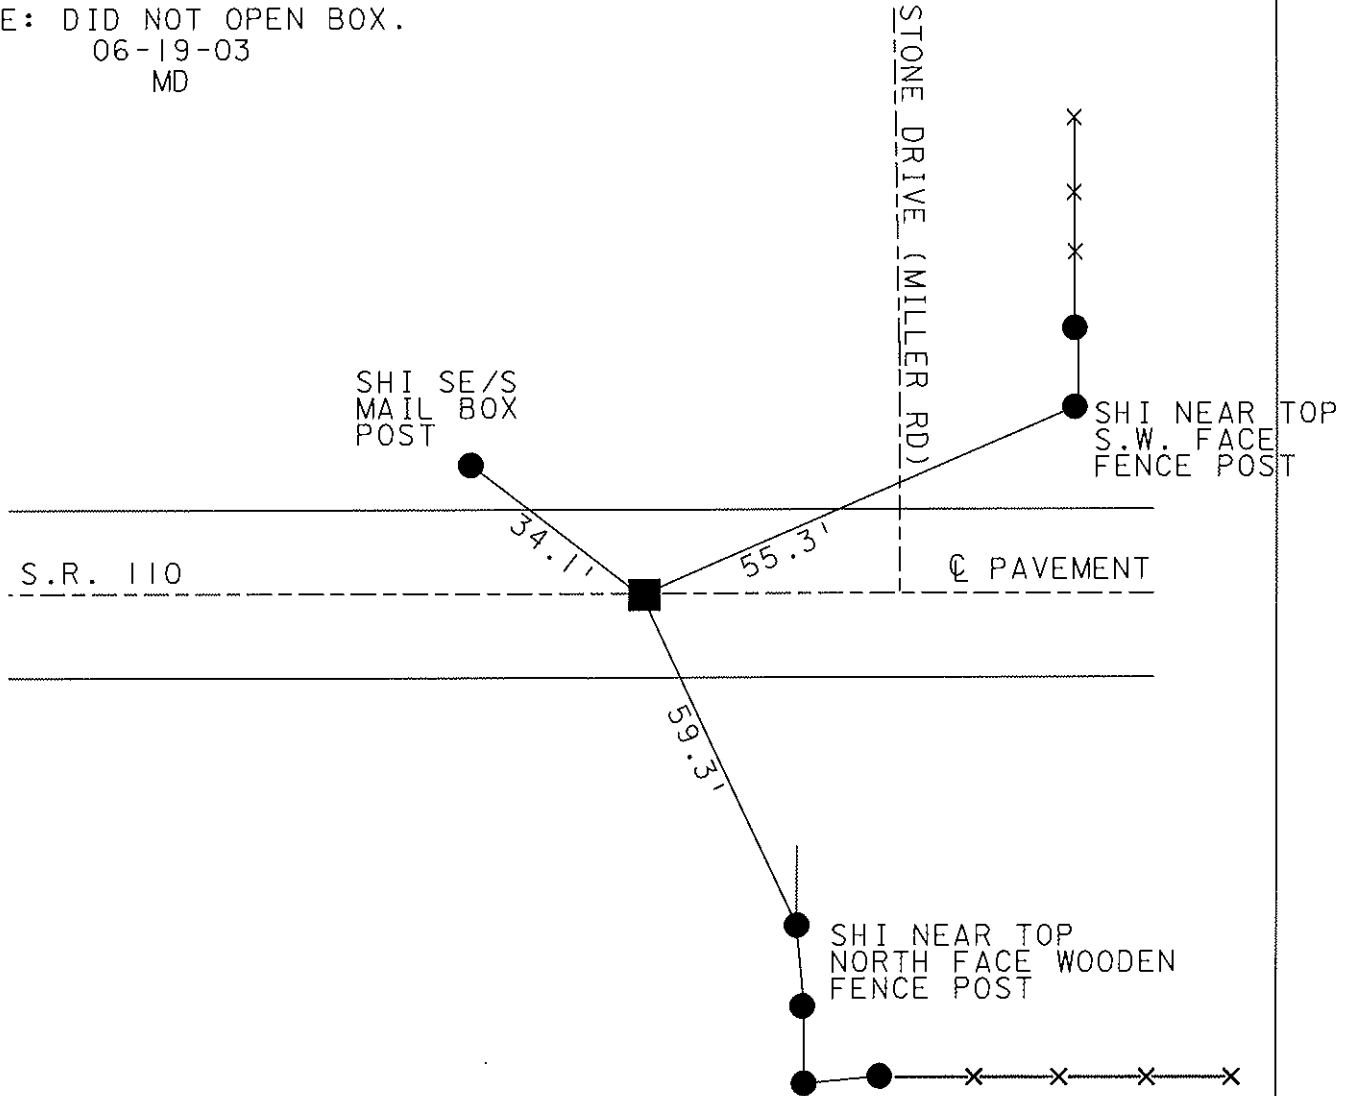 E: DID NOT OPEN BOX.
06-19-03
MD
STONE DRIVE (MILLER RD)
SHI SE/S
MAIL BOX
POST
SHI NEAR TOP
S.W. FACE
FENCE POST
34.1'
55.3'
S.R. 110
℄ PAVEMENT
59.3'
SHI NEAR TOP
NORTH FACE WOODEN
FENCE POST